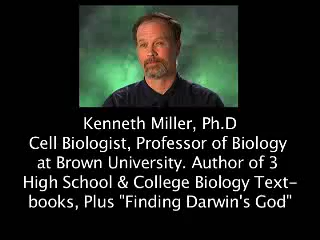 Kenneth Miller, Ph.D
Cell Biologist, Professor of Biology
at Brown University. Author of 3
High School & College Biology Text-
books, Plus "Finding Darwin's God"